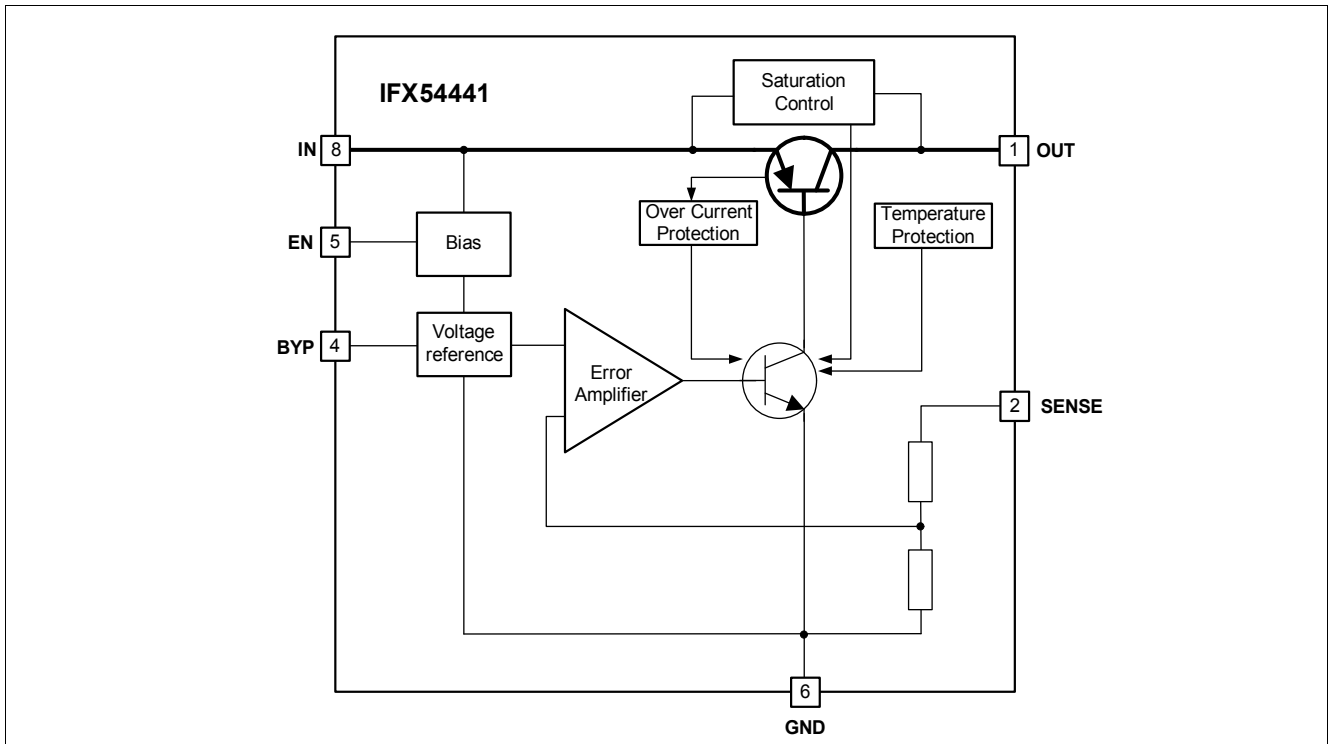 IFX54441
Saturation
Control
IN 8
1 OUT
Over Current
Protection
Temperature
Protection
EN 5
Bias
BYP 4
Voltage
reference
Error
Amplifier
2 SENSE
6
GND